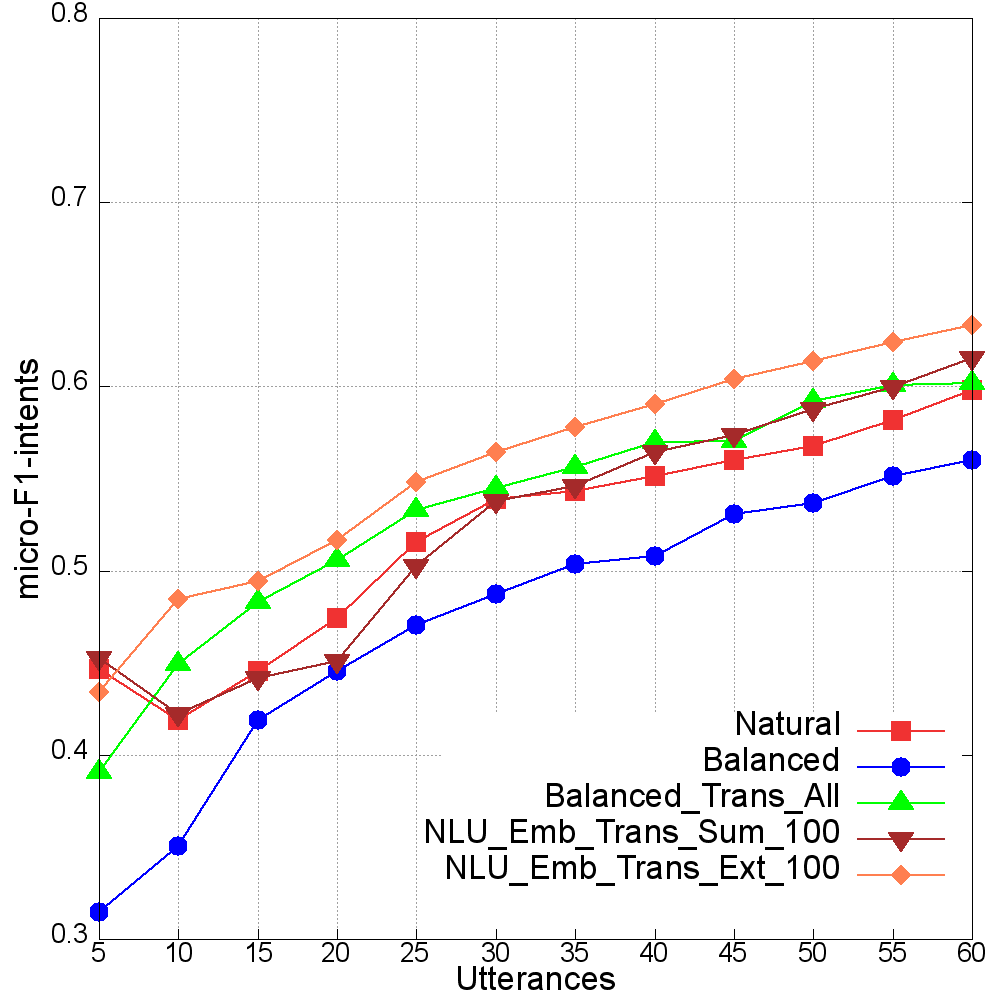 0.8
0.7
0.6
0.5
0.4
0.3
micro-F1-intents
Natural
Balanced
Balanced_Trans_All
NLU_Emb_Trans_Sum_100
NLU_Emb_Trans_Ext_100
5 10 15 20 25 30 35 40 45 50 55 60
Utterances